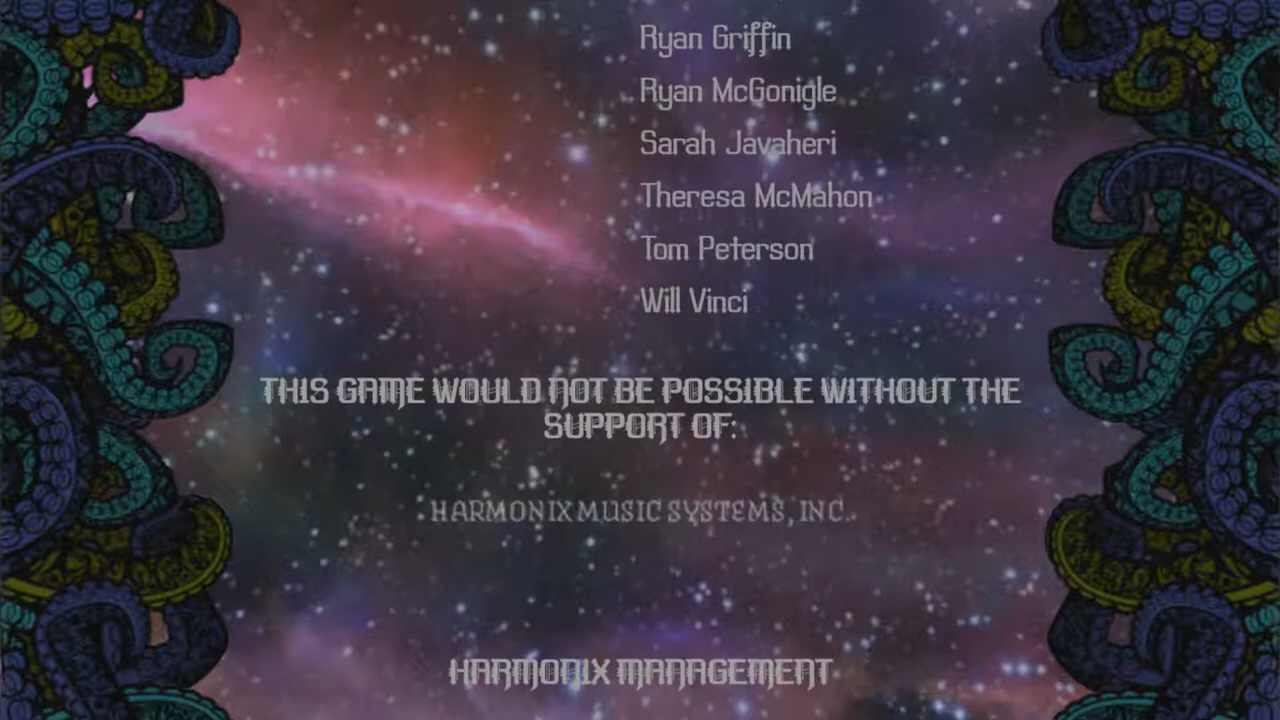 Ryan Griffin
Ryan McGonigle
Sarah Javaheri
Theresa McMahon
Tom Peterson
Will Vinci
THIS GAME WOULD NOT BE POSSIBLE WITHOUT THE
SUPPORT OF:
HARMONIX MUSIC SYSTEMS, INC.
HARMONIX MANAGEMENT